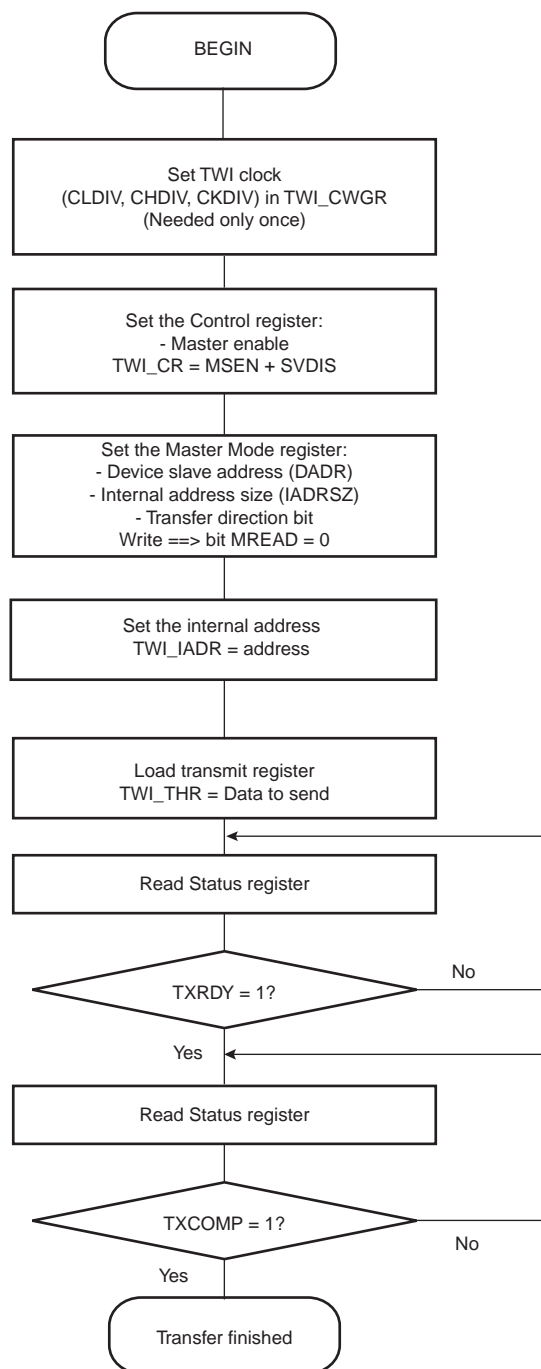 BEGIN
Set TWI clock
(CLDIV, CHDIV, CKDIV) in TWI_CWGR
(Needed only once)
Set the Control register:
- Master enable
TWI_CR = MSEN + SVDIS
Set the Master Mode register:
- Device slave address (DADR)
- Internal address size (IADRSZ)
- Transfer direction bit
Write ==> bit MREAD = 0
Set the internal address
TWI_IADR = address
Load transmit register
TWI_THR = Data to send
Read Status register
No
TXRDY = 1?
Yes
Read Status register
TXCOMP = 1?
No
Yes
Transfer finished